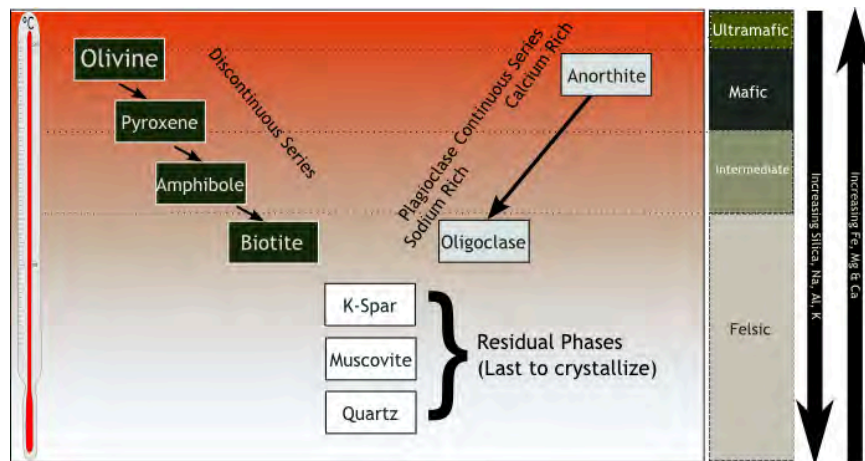 °C
Olivine
Pyroxene
Amphibole
Biotite
Discontinuous Series
Plagioclase Continuous Series
Sodium Rich
Calcium Rich
Anorthite
Oligoclase
K-Spar
Muscovite
Quartz
Residual Phases
(Last to crystallize)
Ultramafic
Mafic
Intermediate
Felsic
Increasing Silica, Na, Al, K
Increasing Fe, Mg & Ca